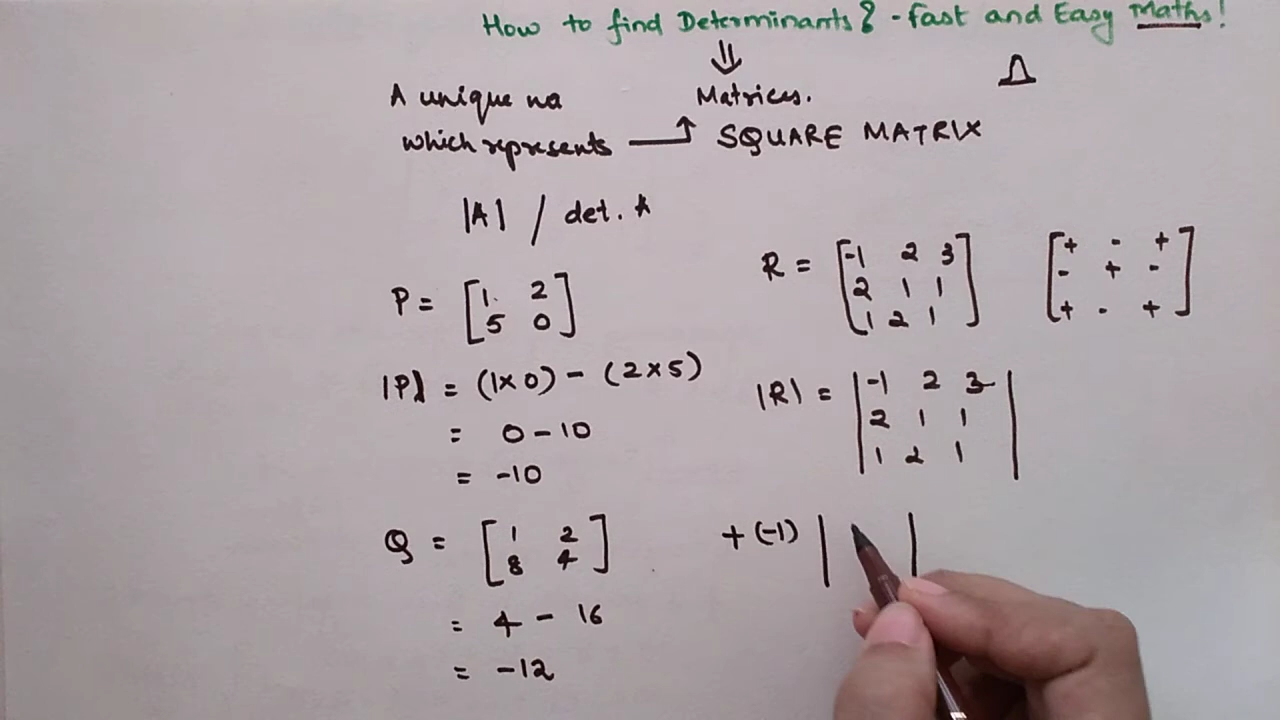 How to find Determinants? - Fast and Easy Maths!
⇓
A unique no Matrices.
which represents → SQUARE MATRIX
|A| / det. A
P = [1 2
5 0]
|P| = (1×0) - (2×5)
= 0 - 10
= -10
Q = [1 2
8 4]
= 4 - 16
= -12
R = [-1 2 3
2 1 1
1 2 1]
[+ - +
- + -
+ - +]
|R| = |-1 2 3
2 1 1
1 2 1|
+ (-1) | |